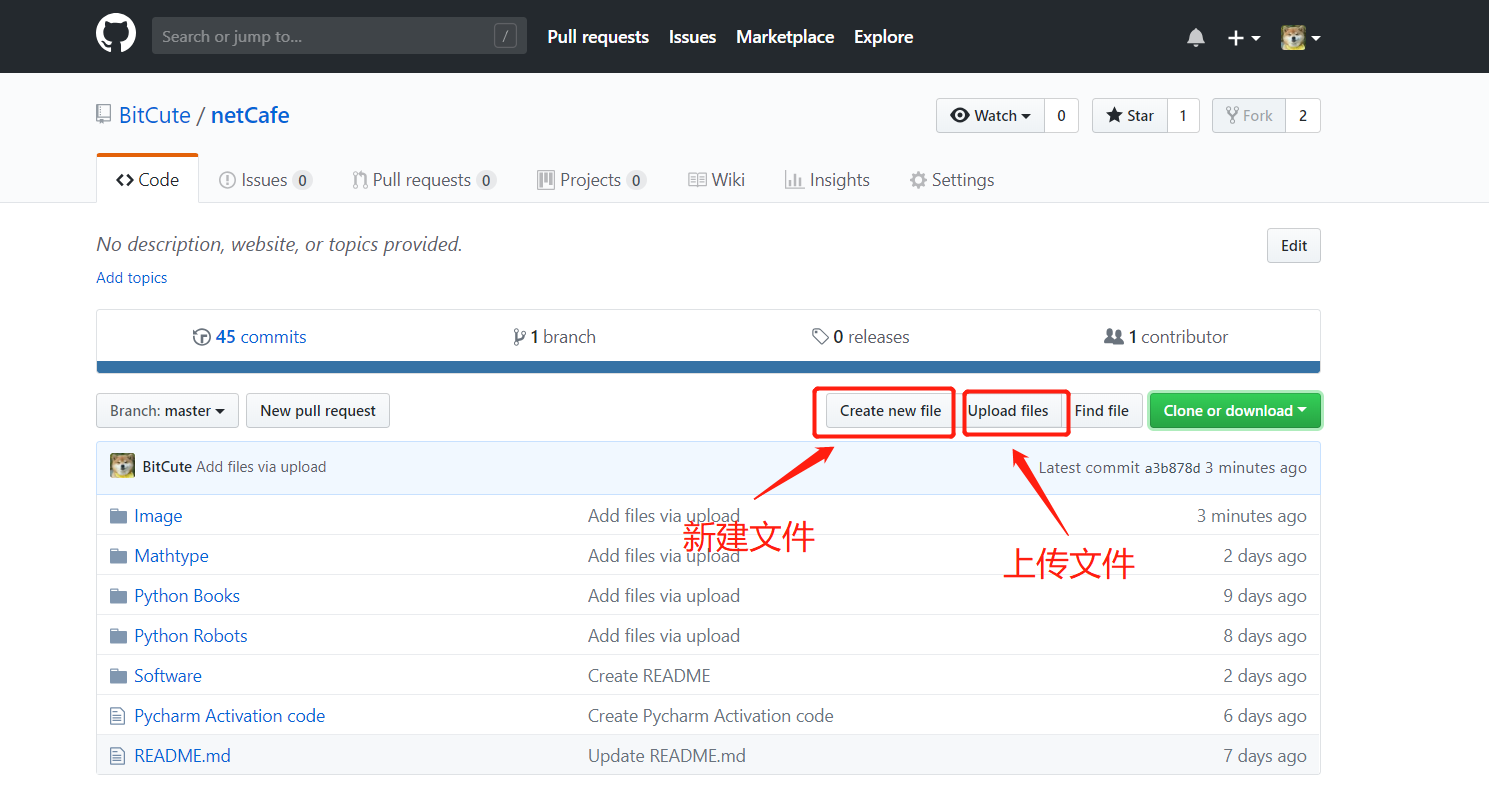 Search or jump to... /
Pull requests Issues Marketplace Explore
BitCute / netCafe
Watch 0 Star 1 Fork 2
Code Issues 0 Pull requests 0 Projects 0 Wiki Insights Settings
No description, website, or topics provided.
Edit
Add topics
45 commits 1 branch 0 releases 1 contributor
Branch: master New pull request Create new file Upload files Find file Clone or download
BitCute Add files via upload Latest commit a3b878d 3 minutes ago
Image Add files via upload 3 minutes ago
新建文件
Mathtype Add files via upload 2 days ago
上传文件
Python Books Add files via upload 9 days ago
Python Robots Add files via upload 8 days ago
Software Create README 2 days ago
Pycharm Activation code Create Pycharm Activation code 6 days ago
README.md Update README.md 7 days ago